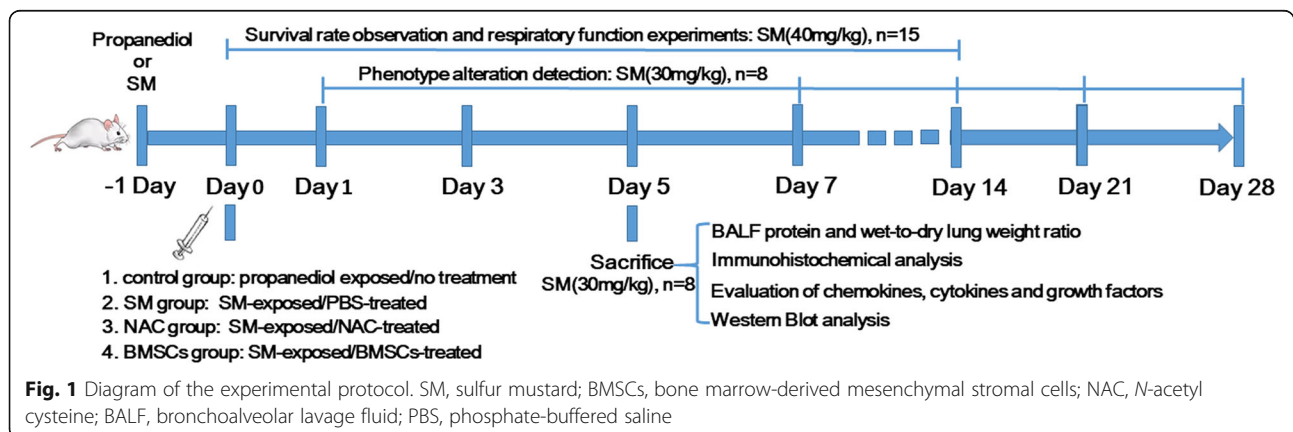 Propanediol
or
SM
Survival rate observation and respiratory function experiments: SM(40mg/kg), n=15
Phenotype alteration detection: SM(30mg/kg), n=8
-1 Day
Day 0
Day 1
Day 3
Day 5
Day 7
Day 14
Day 21
Day 28
1. control group: propanediol exposed/no treatment
2. SM group: SM-exposed/PBS-treated
3. NAC group: SM-exposed/NAC-treated
4. BMSCs group: SM-exposed/BMSCs-treated
Sacrifice
SM(30mg/kg), n=8
BALF protein and wet-to-dry lung weight ratio
Immunohistochemical analysis
Evaluation of chemokines, cytokines and growth factors
Western Blot analysis
Fig. 1 Diagram of the experimental protocol. SM, sulfur mustard; BMSCs, bone marrow-derived mesenchymal stromal cells; NAC, N-acetyl
cysteine; BALF, bronchoalveolar lavage fluid; PBS, phosphate-buffered saline